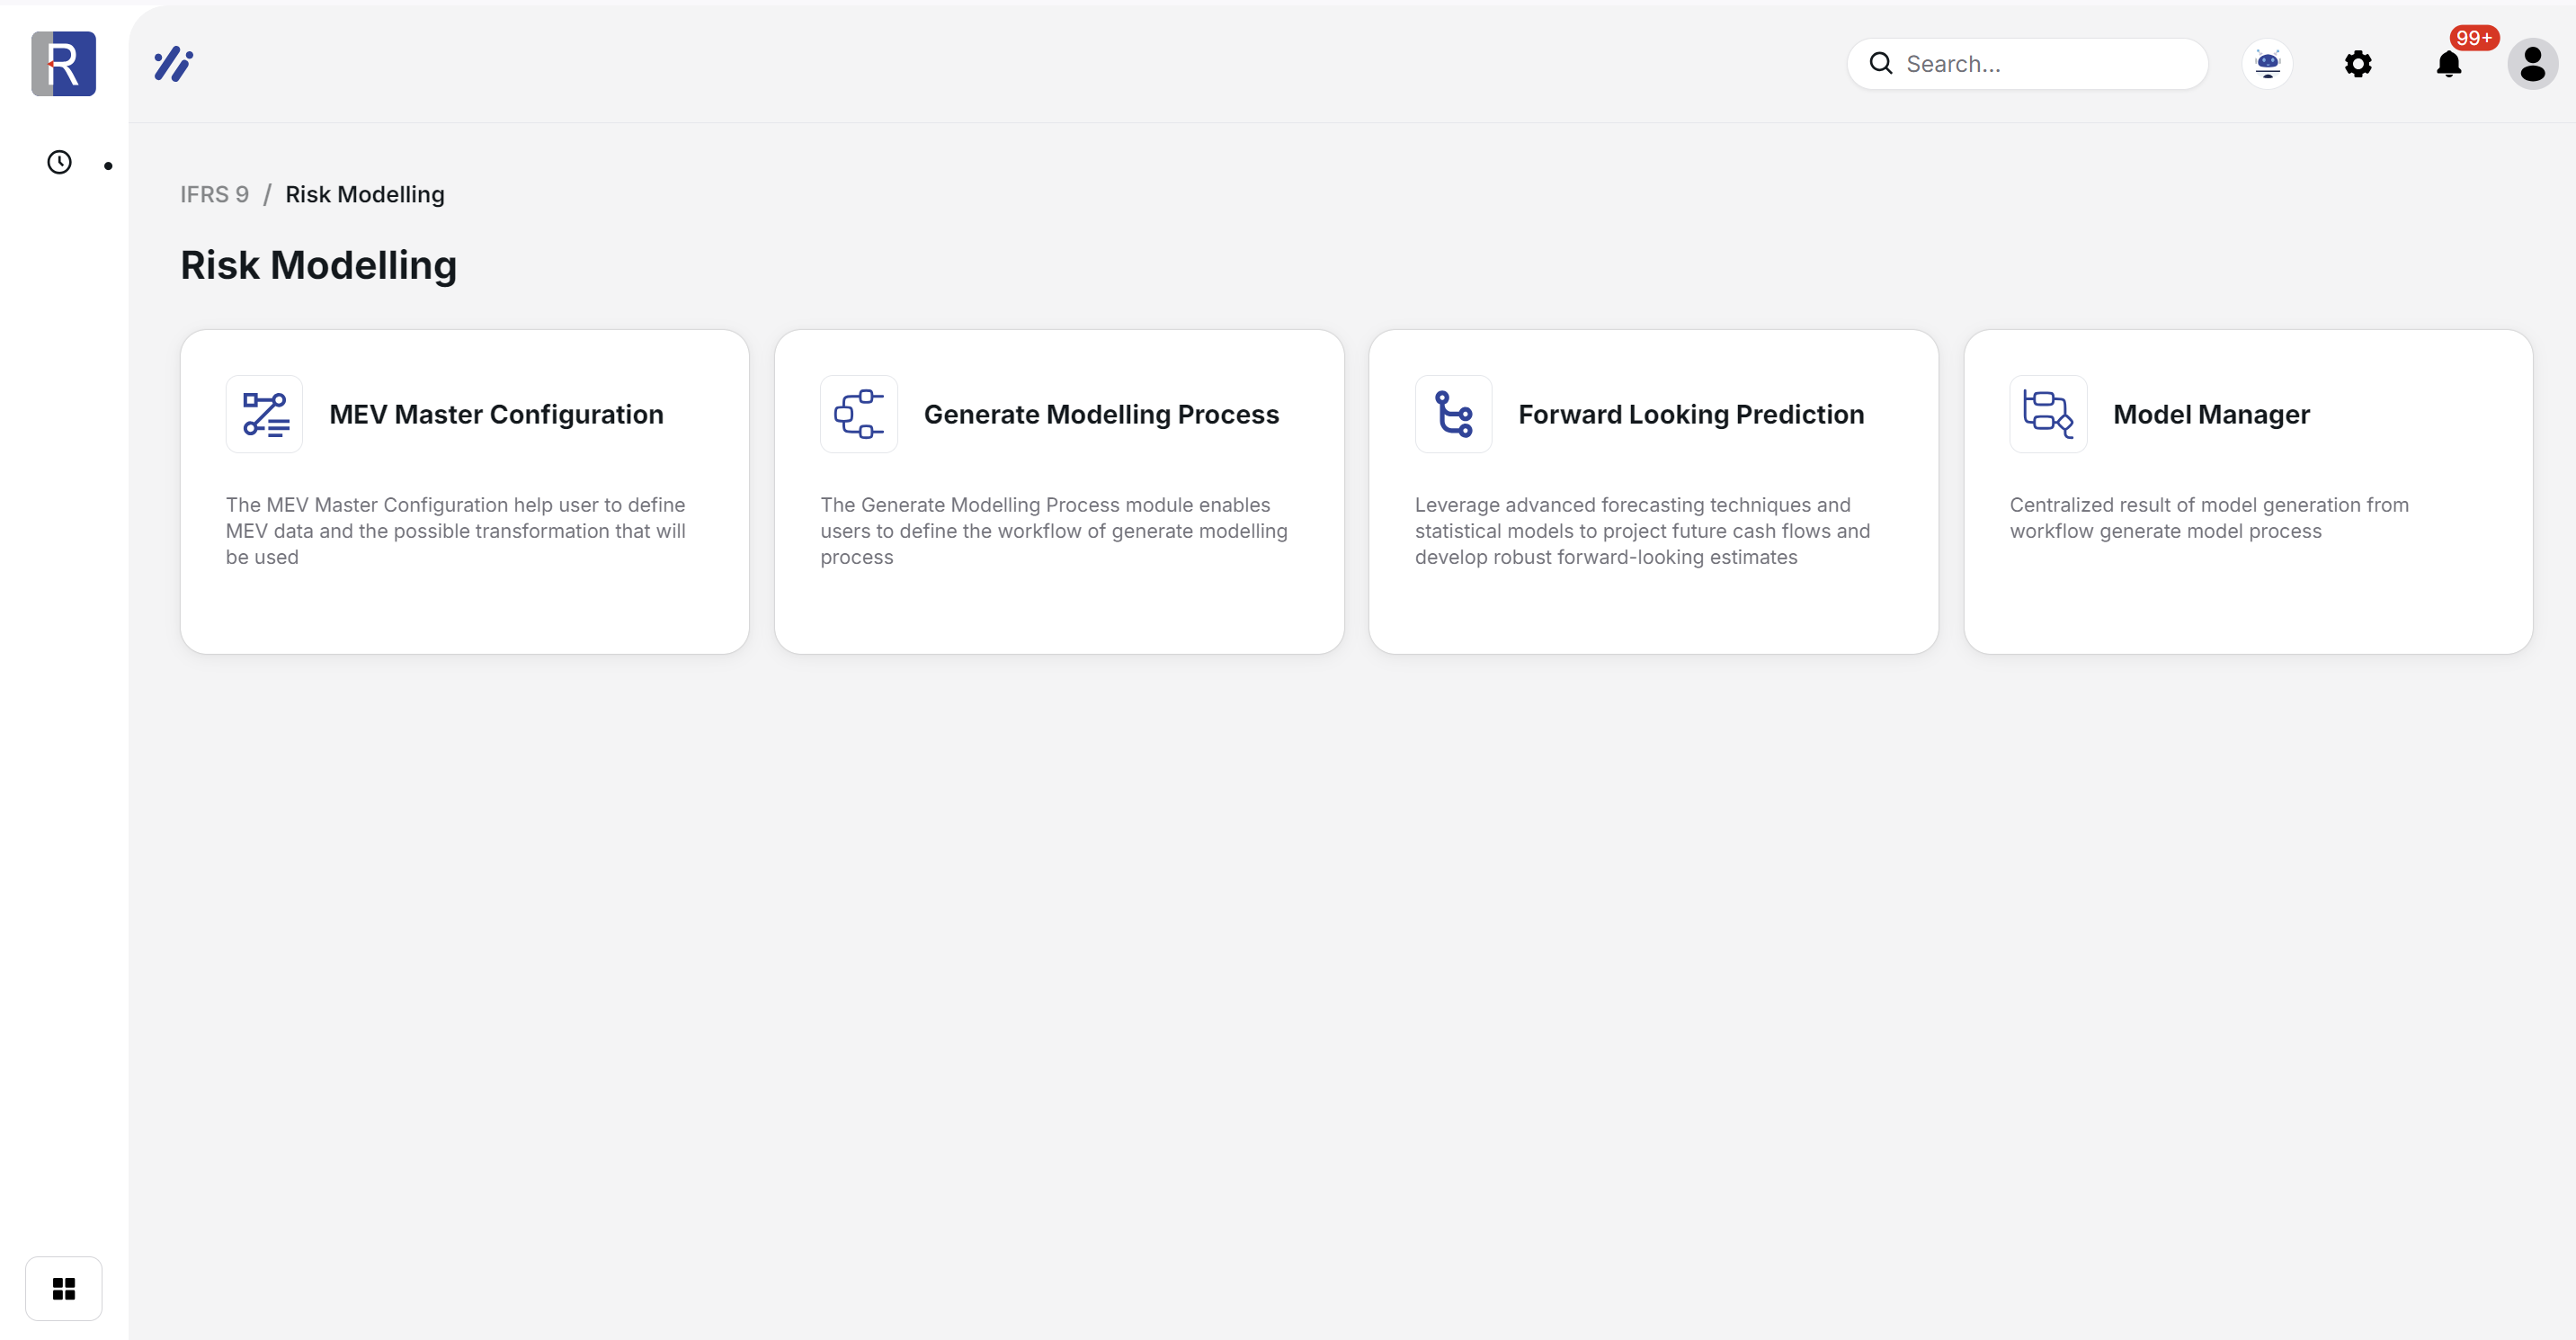 R
Search...
99+
IFRS 9 / Risk Modelling
Risk Modelling
MEV Master Configuration
The MEV Master Configuration help user to define
MEV data and the possible transformation that will
be used
Generate Modelling Process
The Generate Modelling Process module enables
users to define the workflow of generate modelling
process
Forward Looking Prediction
Leverage advanced forecasting techniques and
statistical models to project future cash flows and
develop robust forward-looking estimates
Model Manager
Centralized result of model generation from
workflow generate model process